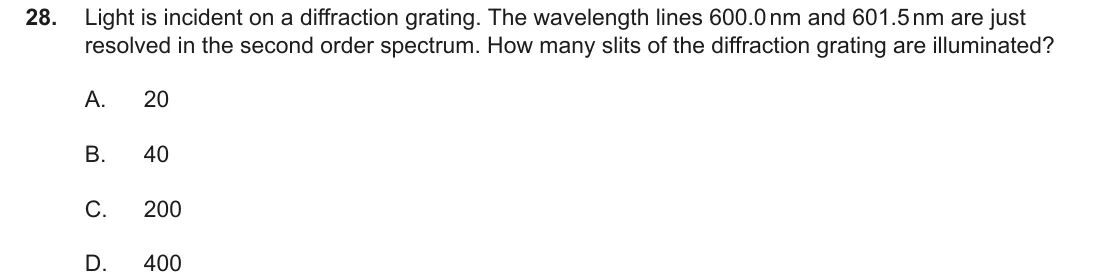 28. Light is incident on a diffraction grating. The wavelength lines 600.0 nm and 601.5 nm are just
resolved in the second order spectrum. How many slits of the diffraction grating are illuminated?
A. 20
B. 40
C. 200
D. 400